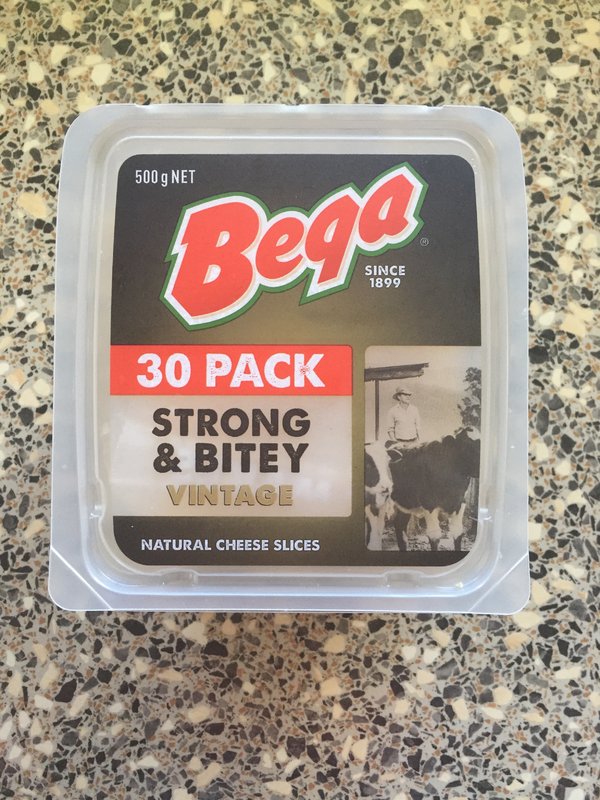 500g NET
Bega
®
SINCE
1899
30 PACK
STRONG
& BITEY
VINTAGE
NATURAL CHEESE SLICES